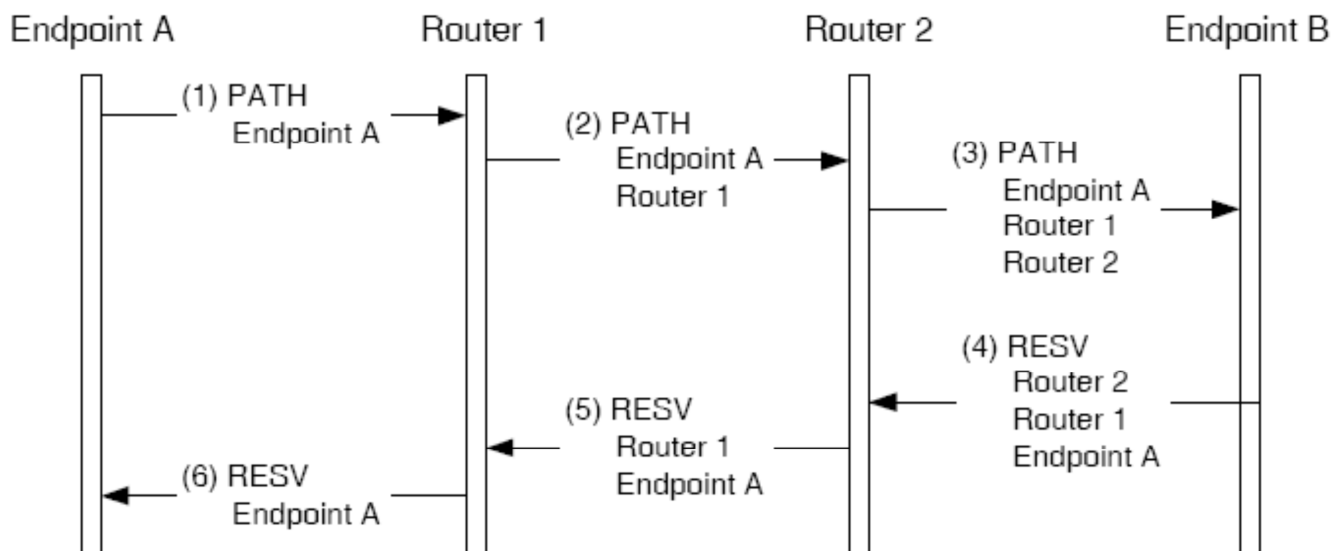 Endpoint A
Router 1
Router 2
Endpoint B
(1) PATH
Endpoint A
(2) PATH
Endpoint A
Router 1
(3) PATH
Endpoint A
Router 1
Router 2
(4) RESV
Router 2
Router 1
Endpoint A
(5) RESV
Router 1
Endpoint A
(6) RESV
Endpoint A